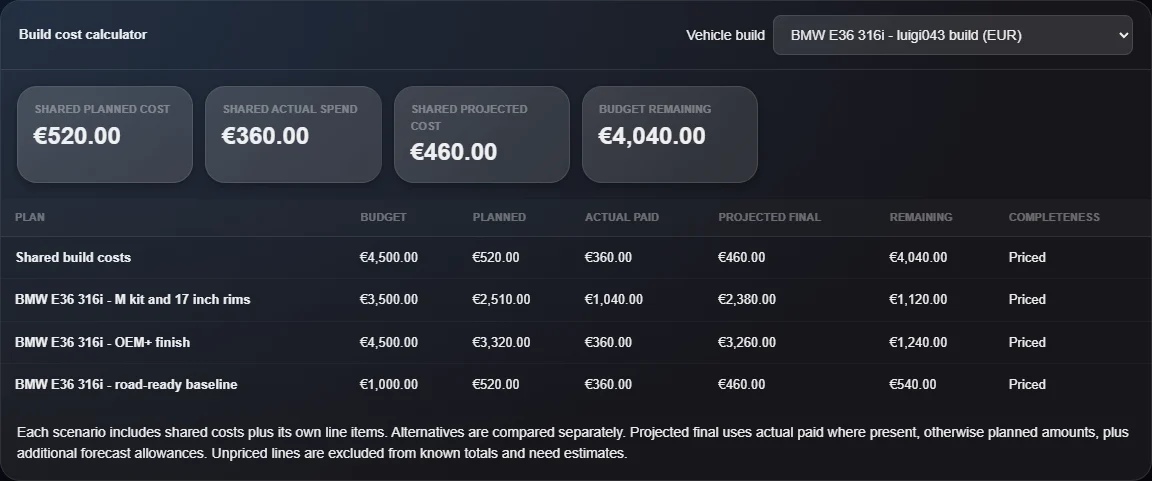 Build cost calculator
Vehicle build
BMW E36 316i - luigi043 build (EUR)
SHARED PLANNED COST
€520.00
SHARED ACTUAL SPEND
€360.00
SHARED PROJECTED
COST
€460.00
BUDGET REMAINING
€4,040.00
PLAN BUDGET PLANNED ACTUAL PAID PROJECTED FINAL REMAINING COMPLETENESS
Shared build costs €4,500.00 €520.00 €360.00 €460.00 €4,040.00 Priced
BMW E36 316i - M kit and 17 inch rims €3,500.00 €2,510.00 €1,040.00 €2,380.00 €1,120.00 Priced
BMW E36 316i - OEM+ finish €4,500.00 €3,320.00 €360.00 €3,260.00 €1,240.00 Priced
BMW E36 316i - road-ready baseline €1,000.00 €520.00 €360.00 €460.00 €540.00 Priced
Each scenario includes shared costs plus its own line items. Alternatives are compared separately. Projected final uses actual paid where present, otherwise planned amounts, plus
additional forecast allowances. Unpriced lines are excluded from known totals and need estimates.